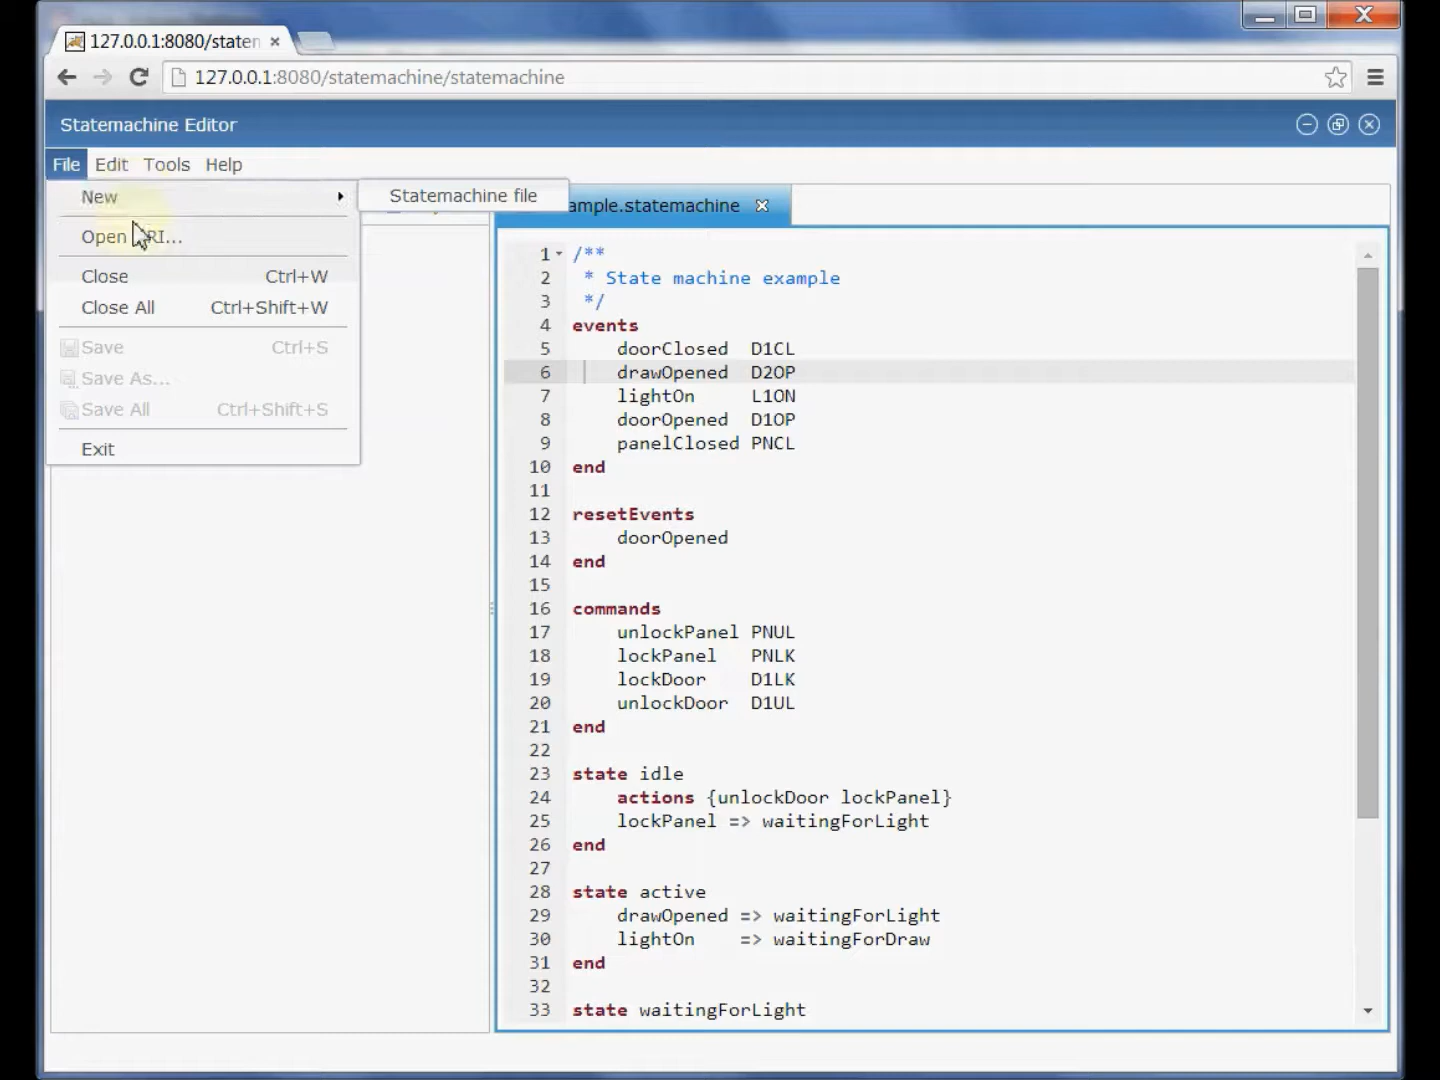 127.0.0.1:8080/staten
127.0.0.1:8080/statemachine/statemachine
Statemachine Editor
File Edit Tools Help
New
Statemachine file
Open RI...
Close Ctrl+W
Close All Ctrl+Shift+W
Save Ctrl+S
Save As...
Save All Ctrl+Shift+S
Exit
ample.statemachine
1 /**
2 * State machine example
3 */
4 events
5 doorClosed D1CL
6 drawOpened D2OP
7 lightOn L1ON
8 doorOpened D1OP
9 panelClosed PNCL
10 end
11
12 resetEvents
13 doorOpened
14 end
15
16 commands
17 unlockPanel PNUL
18 lockPanel PNLK
19 lockDoor D1LK
20 unlockDoor D1UL
21 end
22
23 state idle
24 actions {unlockDoor lockPanel}
25 lockPanel => waitingForLight
26 end
27
28 state active
29 drawOpened => waitingForLight
30 lightOn => waitingForDraw
31 end
32
33 state waitingForLight